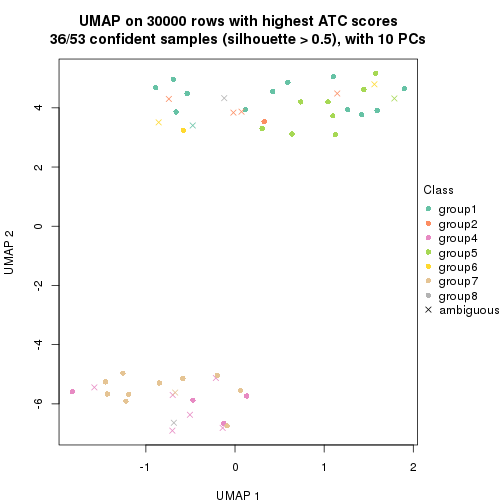 UMAP on 30000 rows with highest ATC scores
36/53 confident samples (silhouette > 0.5), with 10 PCs
4
2
0
-2
-4
-6
UMAP 2
-1
0
1
2
UMAP 1
Class
group1
group2
group4
group5
group6
group7
group8
ambiguous